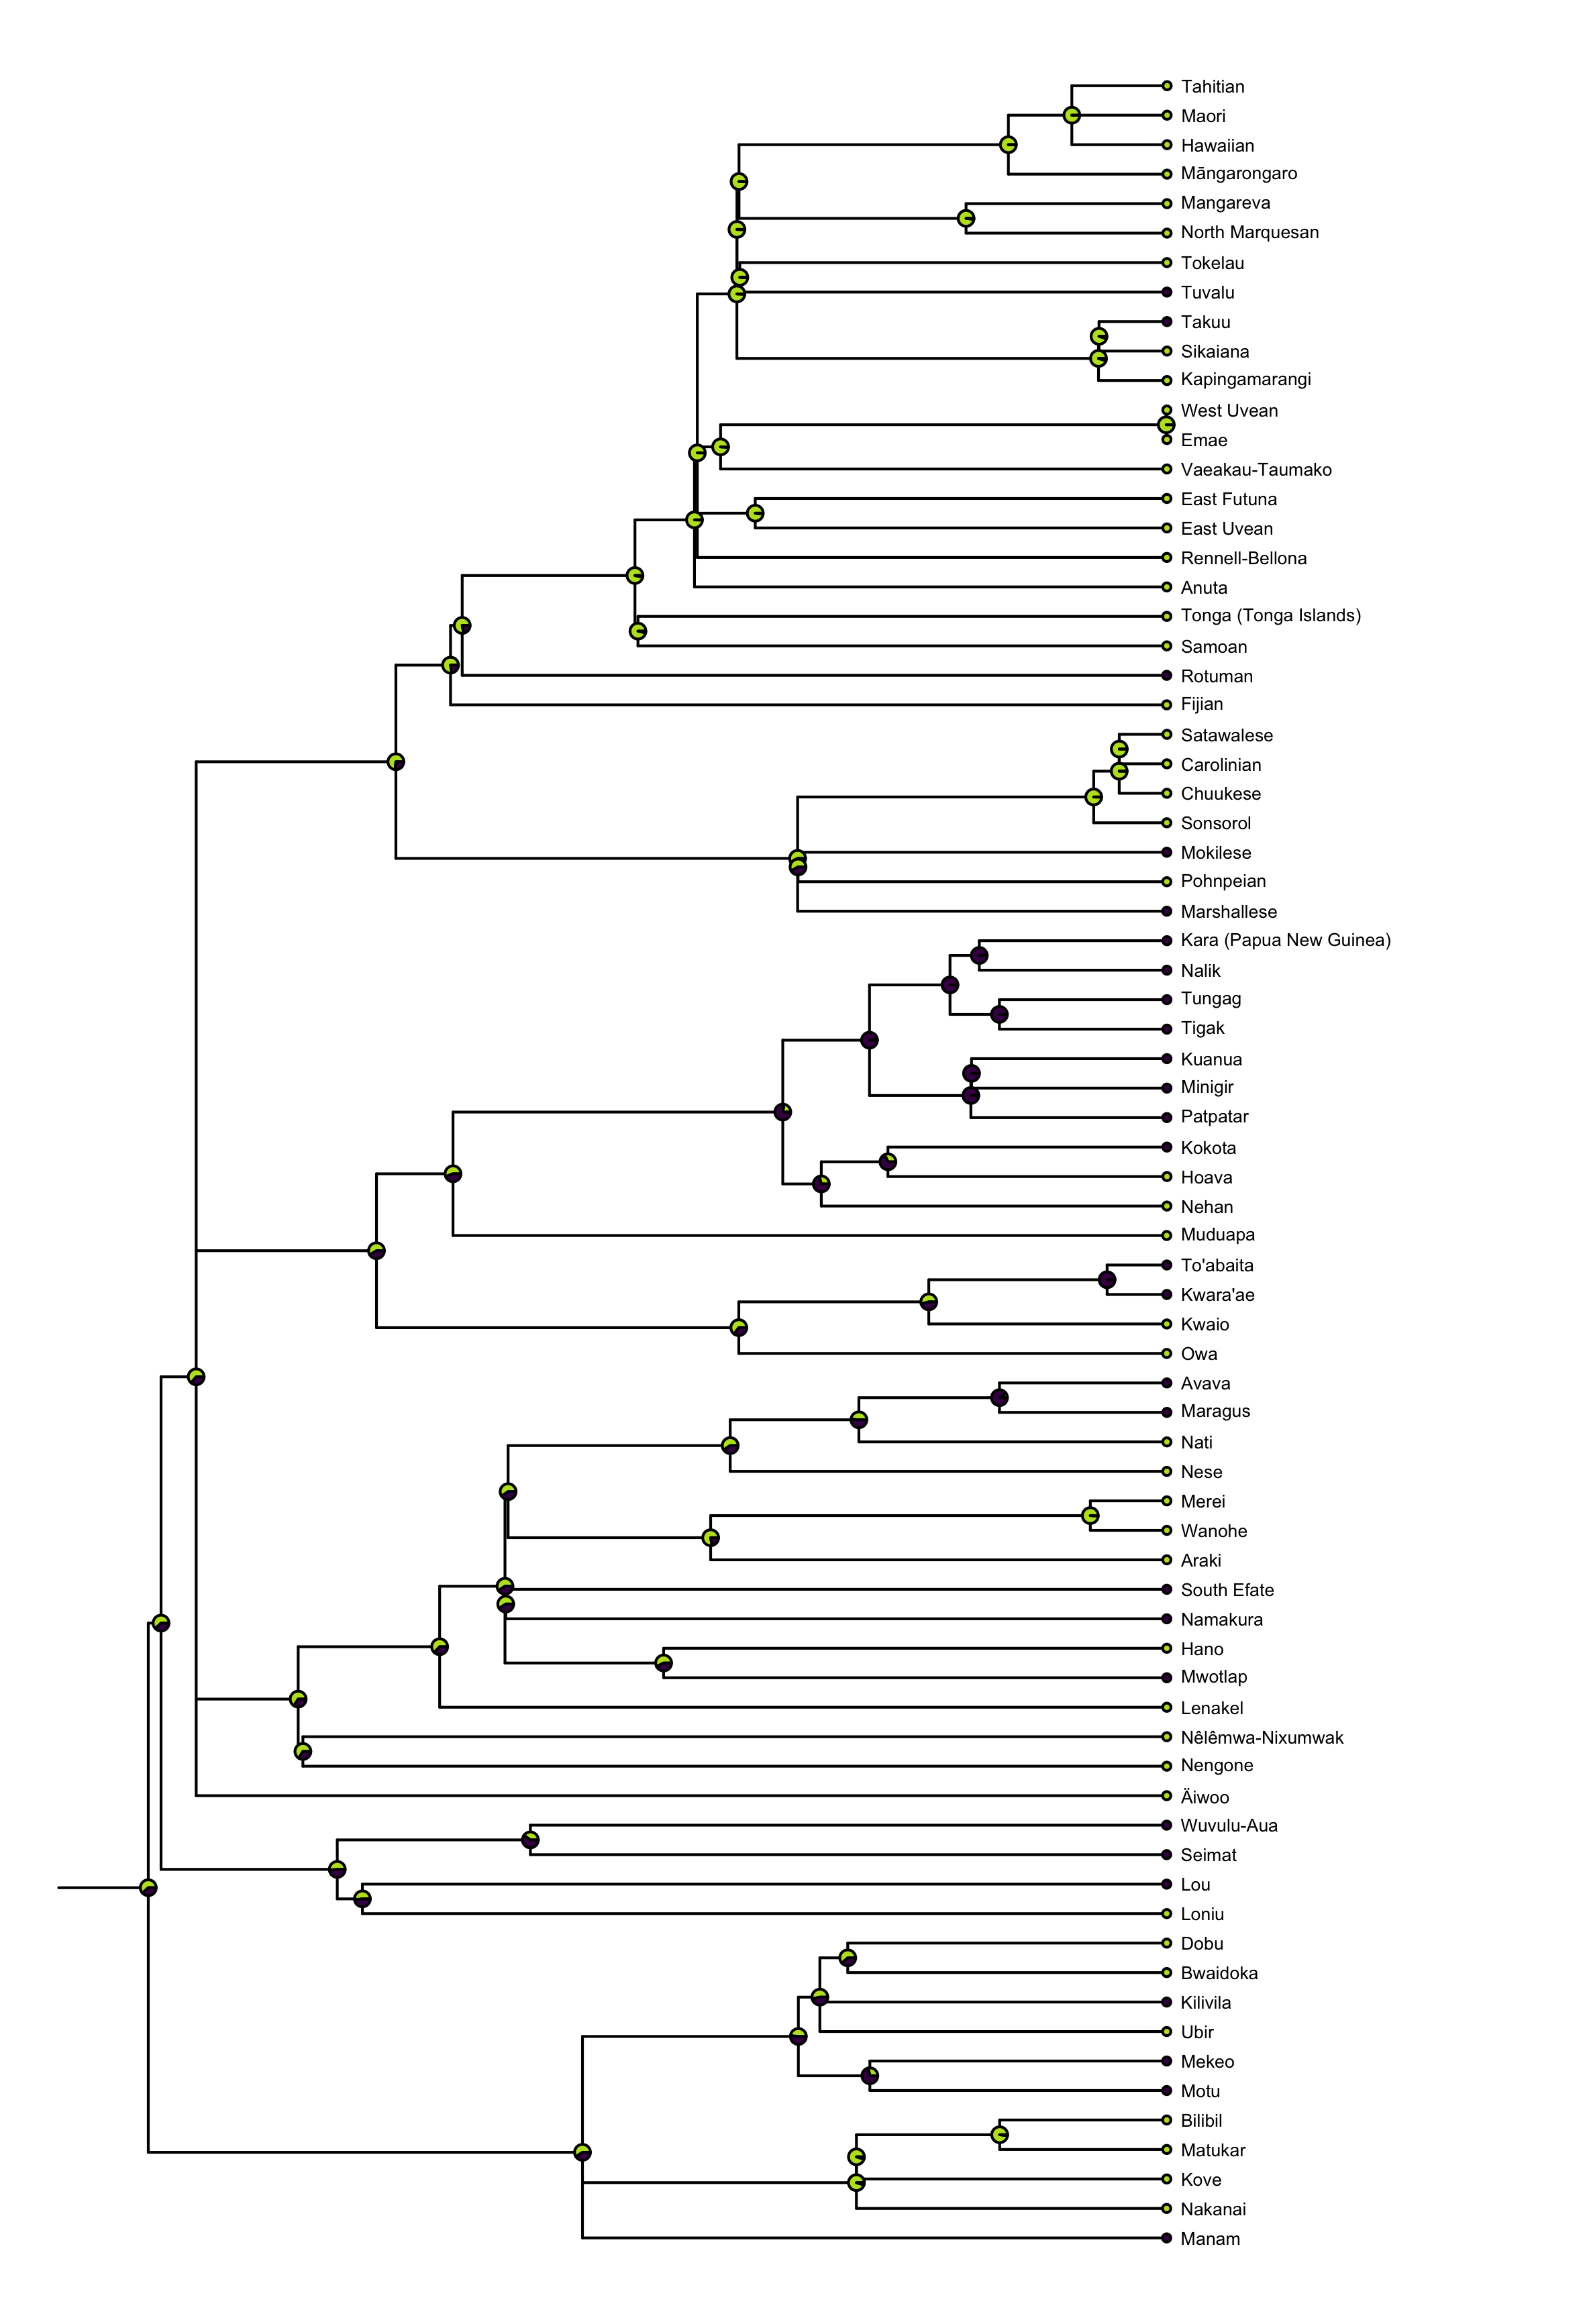 Tahitian
Maori
Hawaiian
Māngarongaro
Mangareva
North Marquesan
Tokelau
Tuvalu
Takuu
Sikaiana
Kapingamarangi
West Uvean
Emae
Vaeakau-Taumako
East Futuna
East Uvean
Rennell-Bellona
Anuta
Tonga (Tonga Islands)
Samoan
Rotuman
Fijian
Satawalese
Carolinian
Chuukese
Sonsorol
Mokilese
Pohnpeian
Marshallese
Kara (Papua New Guinea)
Nalik
Tungag
Tigak
Kuanua
Minigir
Patpatar
Kokota
Hoava
Nehan
Muduapa
To'abaita
Kwara'ae
Kwaio
Owa
Avava
Maragus
Nati
Nese
Merei
Wanohe
Araki
South Efate
Namakura
Hano
Mwotlap
Lenakel
Nêlêmwa-Nixumwak
Nengone
Äiwoo
Wuvulu-Aua
Seimat
Lou
Loniu
Dobu
Bwaidoka
Kilivila
Ubir
Mekeo
Motu
Bilibil
Matukar
Kove
Nakanai
Manam